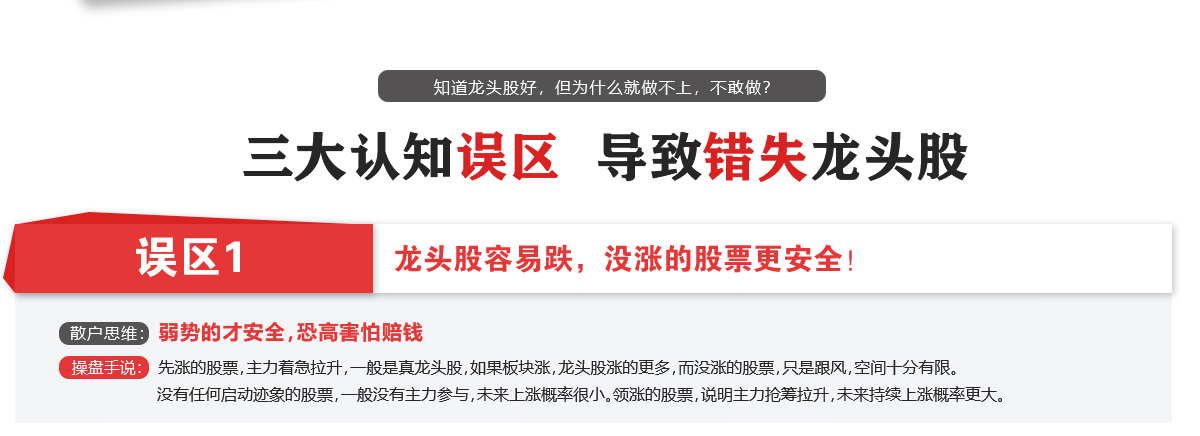 知道龙头股好，但为什么就做不上，不敢做？
三大认知误区 导致错失龙头股
误区1
龙头股容易跌，没涨的股票更安全！
散户思维：弱势的才安全，恐高害怕赔钱
操盘手说：先涨的股票，主力着急拉升，一般是真龙头股，如果板块涨，龙头股涨的更多，而没涨的股票，只是跟风，空间十分有限。
没有任何启动迹象的股票，一般没有主力参与，未来上涨概率很小。领涨的股票，说明主力抢筹拉升，未来持续上涨概率更大。